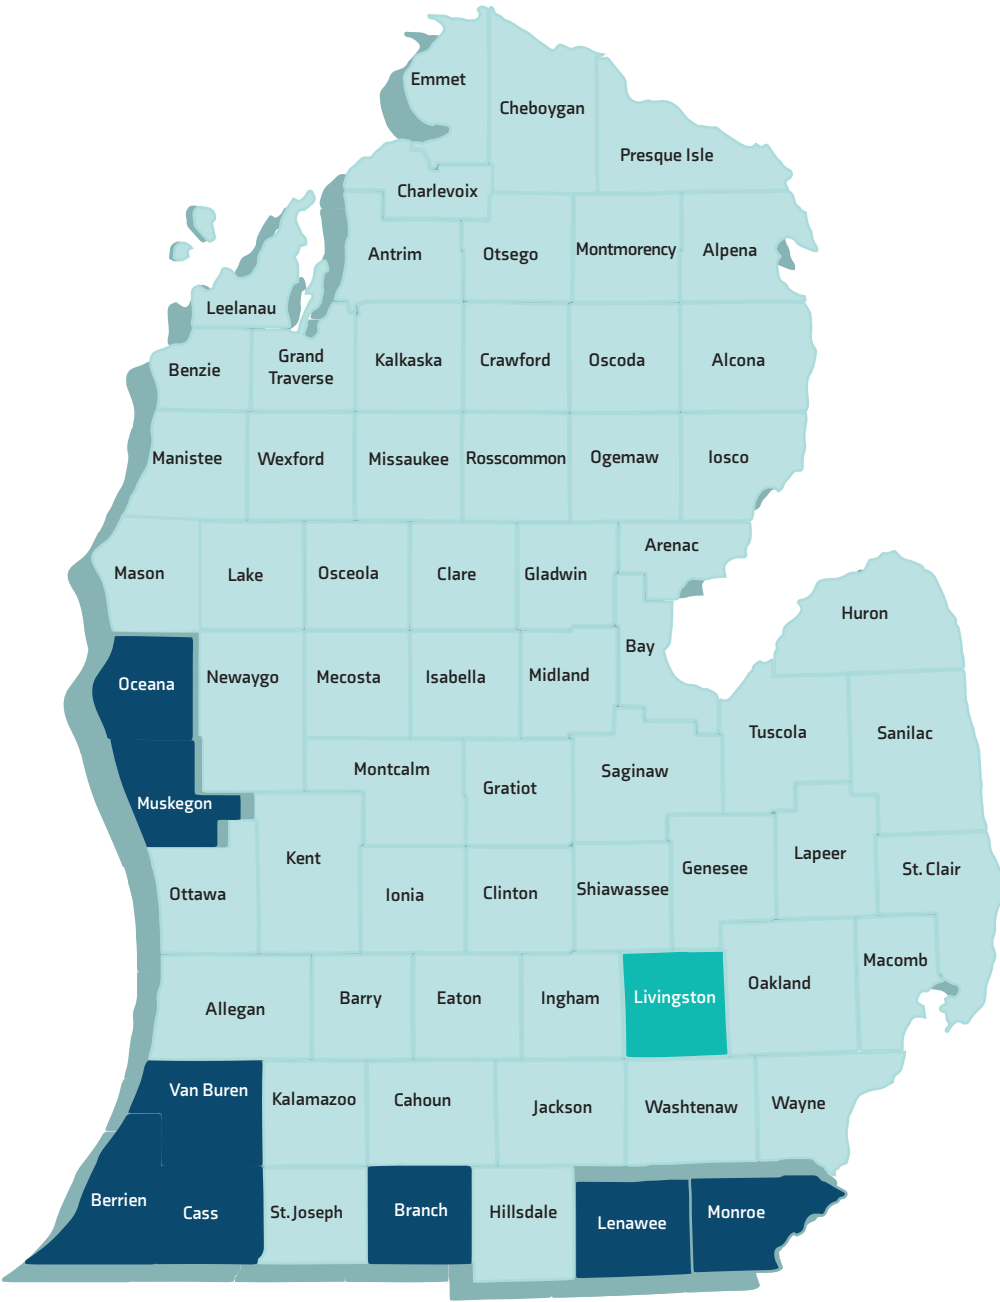 Emmet
Cheboygan
Presque Isle
Charlevoix
Antrim
Otsego
Montmorency
Alpena
Leelanau
Benzie
Grand
Traverse
Kalkaska
Crawford
Oscoda
Alcona
Manistee
Wexford
Missaukee
Rosscommon
Ogemaw
Iosco
Mason
Lake
Osceola
Clare
Gladwin
Arenac
Huron
Oceana
Newaygo
Mecosta
Isabella
Midland
Bay
Tuscola
Sanilac
Muskegon
Montcalm
Gratiot
Saginaw
Kent
Ottawa
Ionia
Clinton
Shiawassee
Genesee
Lapeer
St. Clair
Allegan
Barry
Eaton
Ingham
Livingston
Oakland
Macomb
Van Buren
Kalamazoo
Cahoun
Jackson
Washtenaw
Wayne
Berrien
Cass
St. Joseph
Branch
Hillsdale
Lenawee
Monroe